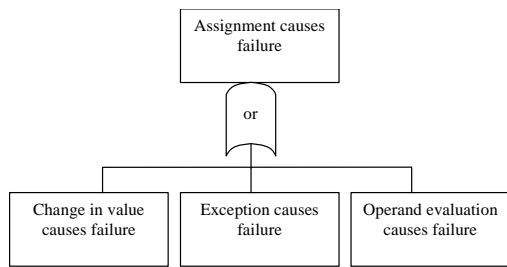 Assignment causes
failure
or
Change in value
causes failure
Exception causes
failure
Operand evaluation
causes failure